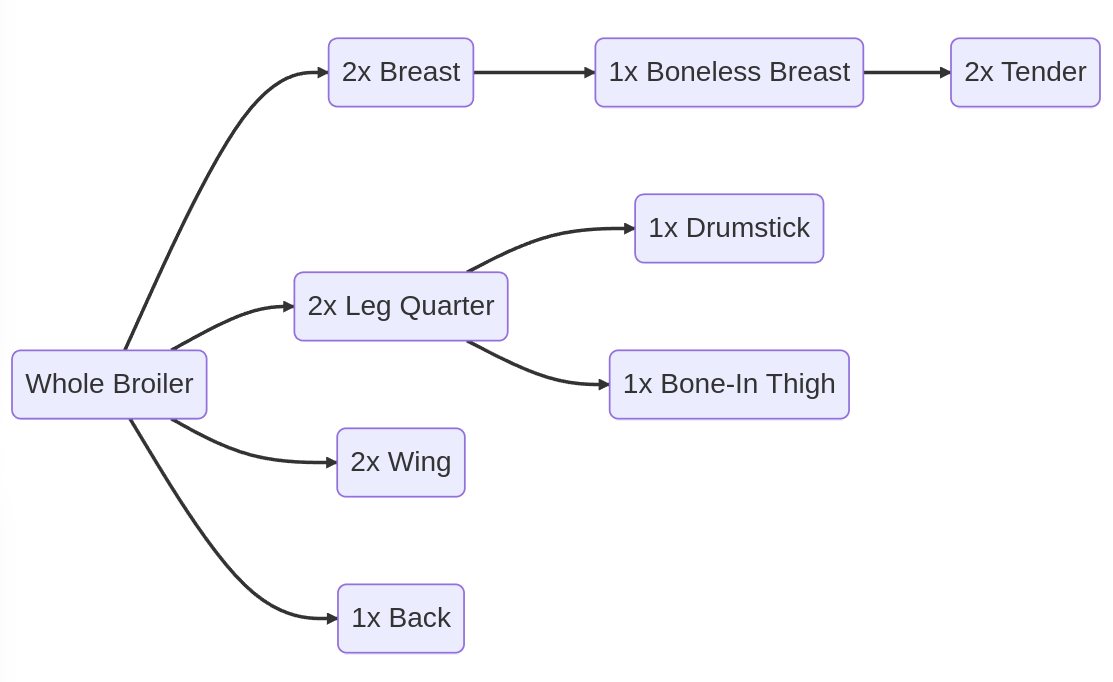 2x Breast
1x Boneless Breast
2x Tender
1x Drumstick
2x Leg Quarter
Whole Broiler
1x Bone-In Thigh
2x Wing
1x Back